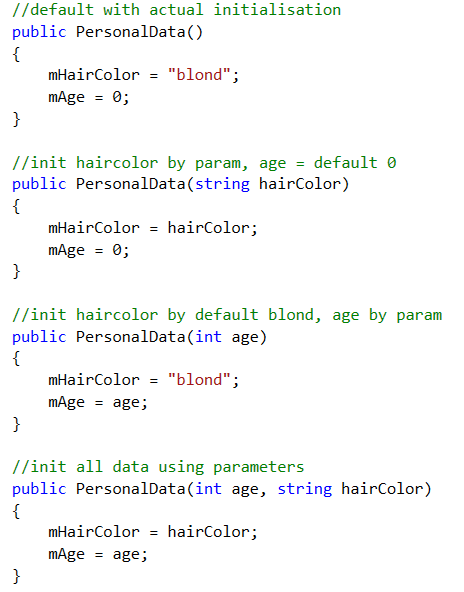 //default with actual initialisation
public PersonalData()
{
    mHairColor = "blond";
    mAge = 0;
}
//init haircolor by param, age = default 0
public PersonalData(string hairColor)
{
    mHairColor = hairColor;
    mAge = 0;
}
//init haircolor by default blond, age by param
public PersonalData(int age)
{
    mHairColor = "blond";
    mAge = age;
}
//init all data using parameters
public PersonalData(int age, string hairColor)
{
    mHairColor = hairColor;
    mAge = age;
}